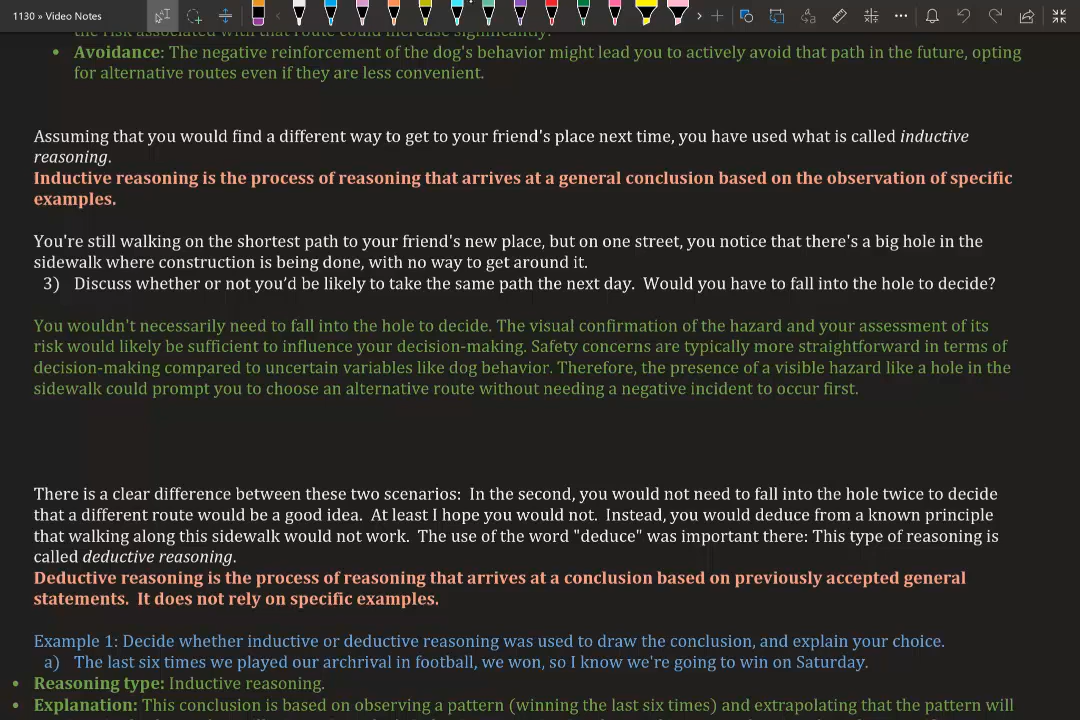 1130 » Video Notes
the risk associated with that route could increase significantly.
• Avoidance: The negative reinforcement of the dog's behavior might lead you to actively avoid that path in the future, opting
for alternative routes even if they are less convenient.
Assuming that you would find a different way to get to your friend's place next time, you have used what is called inductive
reasoning.
Inductive reasoning is the process of reasoning that arrives at a general conclusion based on the observation of specific
examples.
You're still walking on the shortest path to your friend's new place, but on one street, you notice that there's a big hole in the
sidewalk where construction is being done, with no way to get around it.
3) Discuss whether or not you'd be likely to take the same path the next day. Would you have to fall into the hole to decide?
You wouldn't necessarily need to fall into the hole to decide. The visual confirmation of the hazard and your assessment of its
risk would likely be sufficient to influence your decision-making. Safety concerns are typically more straightforward in terms of
decision-making compared to uncertain variables like dog behavior. Therefore, the presence of a visible hazard like a hole in the
sidewalk could prompt you to choose an alternative route without needing a negative incident to occur first.
There is a clear difference between these two scenarios: In the second, you would not need to fall into the hole twice to decide
that a different route would be a good idea. At least I hope you would not. Instead, you would deduce from a known principle
that walking along this sidewalk would not work. The use of the word "deduce" was important there: This type of reasoning is
called deductive reasoning.
Deductive reasoning is the process of reasoning that arrives at a conclusion based on previously accepted general
statements. It does not rely on specific examples.
Example 1: Decide whether inductive or deductive reasoning was used to draw the conclusion, and explain your choice.
a) The last six times we played our archrival in football, we won, so I know we're going to win on Saturday.
• Reasoning type: Inductive reasoning.
• Explanation: This conclusion is based on observing a pattern (winning the last six times) and extrapolating that the pattern will